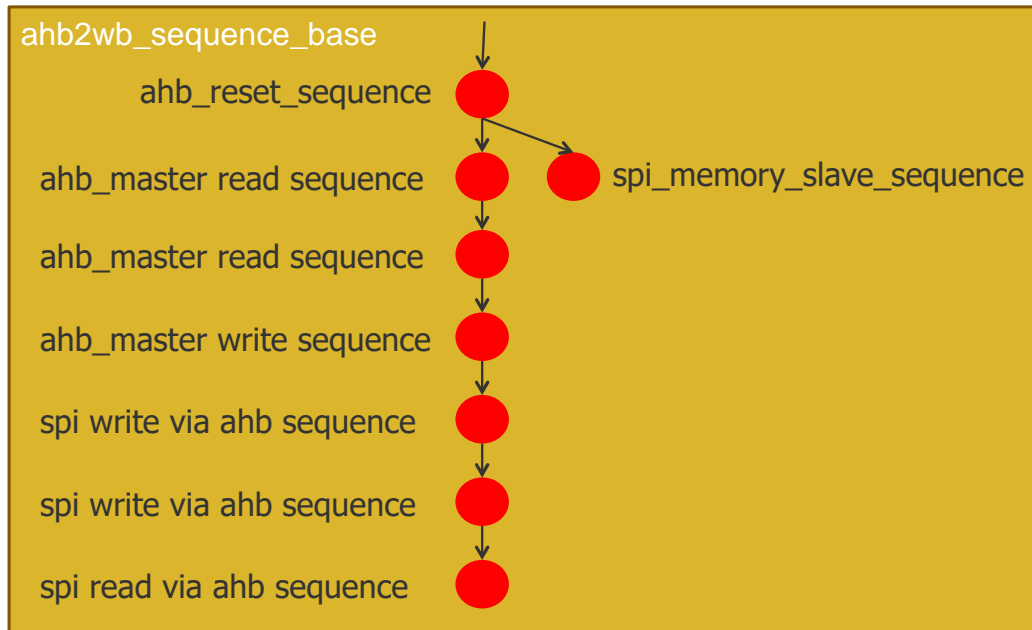 ahb2wb_sequence_base
ahb_reset_sequence
ahb_master read sequence
spi_memory_slave_sequence
ahb_master read sequence
ahb_master write sequence
spi write via ahb sequence
spi write via ahb sequence
spi read via ahb sequence